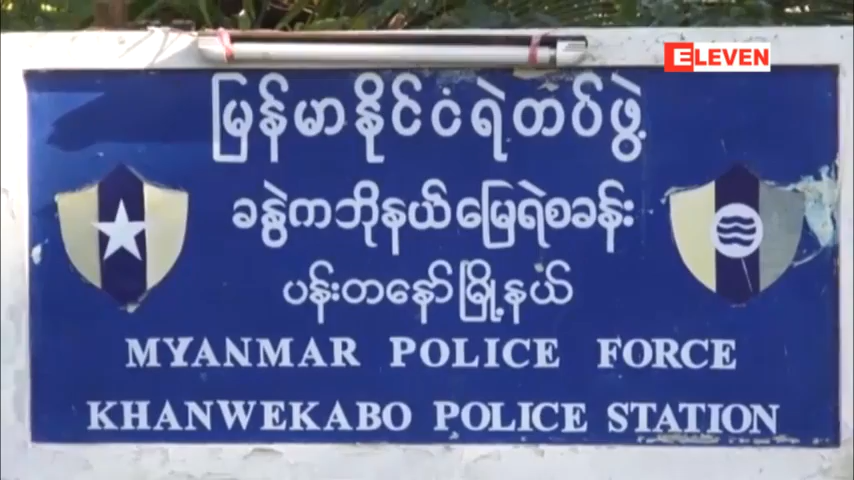 ELEVEN
မြန်မာနိုင်ငံရဲတပ်ဖွဲ့
ခနွဲကဘိုနယ်မြေရဲစခန်း
ပန်းတနော်မြို့နယ်
MYANMAR POLICE FORCE
KHANWEKABO POLICE STATION